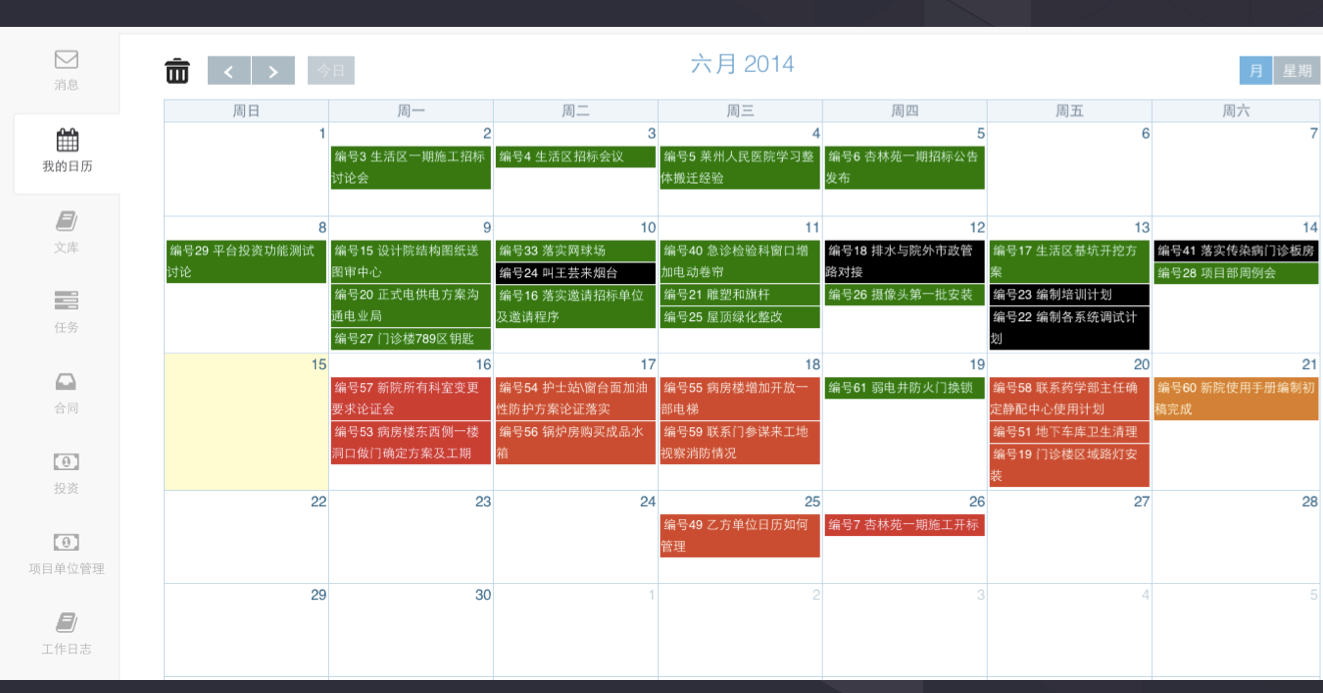 六月 2014
今日
月
星期
消息
我的日历
文库
任务
合同
投资
项目单位管理
工作日志
周日
周一
周二
周三
周四
周五
周六
1
2
3
4
5
6
7
编号3 生活区一期施工招标
讨论会
编号4 生活区招标会议
编号5 莱州人民医院学习整
体搬迁经验
编号6 杏林苑一期招标公告
发布
8
9
10
11
12
13
14
编号29 平台投资功能测试
讨论
编号15 设计院结构图纸送
图审中心
编号20 正式电供电方案沟
通电业局
编号27 门诊楼789区钥匙
编号33 落实网球场
编号24 叫王芸来烟台
编号16 落实邀请招标单位
及邀请程序
编号40 急诊检验科窗口增
加电动卷帘
编号21 雕塑和旗杆
编号25 屋顶绿化整改
编号18 排水与院外市政管
路对接
编号26 摄像头第一批安装
编号17 生活区基坑开挖方
案
编号23 编制培训计划
编号22 编制各系统调试计
划
编号41 落实传染病门诊板房
编号28 项目部周例会
15
16
17
18
19
20
21
编号57 新院所有科室变更
要求论证会
编号53 病房楼东西侧一楼
洞口做门确定方案及工期
编号54 护士站\窗台面加油
性防护方案论证落实
编号56 锅炉房购买成品水
箱
编号55 病房楼增加开放一
部电梯
编号59 联系门参谋来工地
视察消防情况
编号61 弱电井防火门换锁
编号58 联系药学部主任确
定静配中心使用计划
编号51 地下车库卫生清理
编号19 门诊楼区域路灯安
装
编号60 新院使用手册编制初
稿完成
22
23
24
25
26
27
28
编号49 乙方单位日历如何
管理
编号7 杏林苑一期施工开标
29
30
1
2
3
4
5